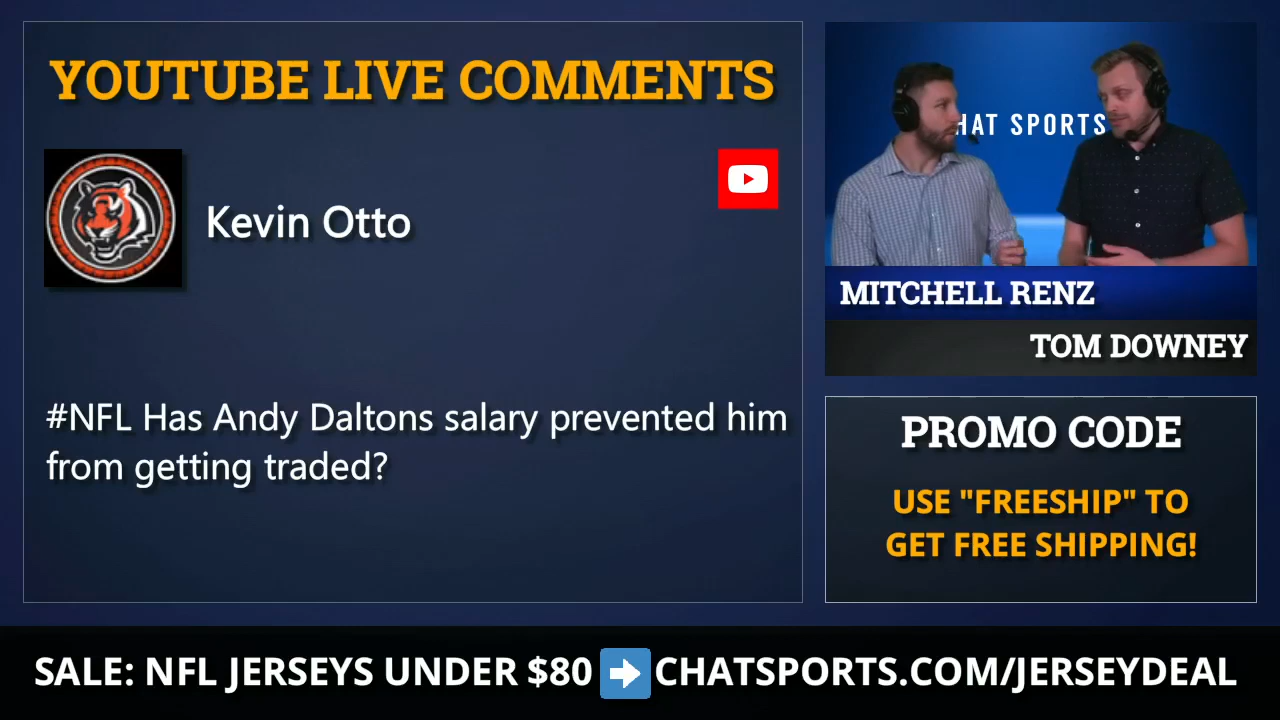 YOUTUBE LIVE COMMENTS
Kevin Otto
#NFL Has Andy Daltons salary prevented him
from getting traded?
HAT SPORTS
MITCHELL RENZ
TOM DOWNEY
PROMO CODE
USE "FREESHIP" TO
GET FREE SHIPPING!
SALE: NFL JERSEYS UNDER $80 ➡ CHATSPORTS.COM/JERSEYDEAL